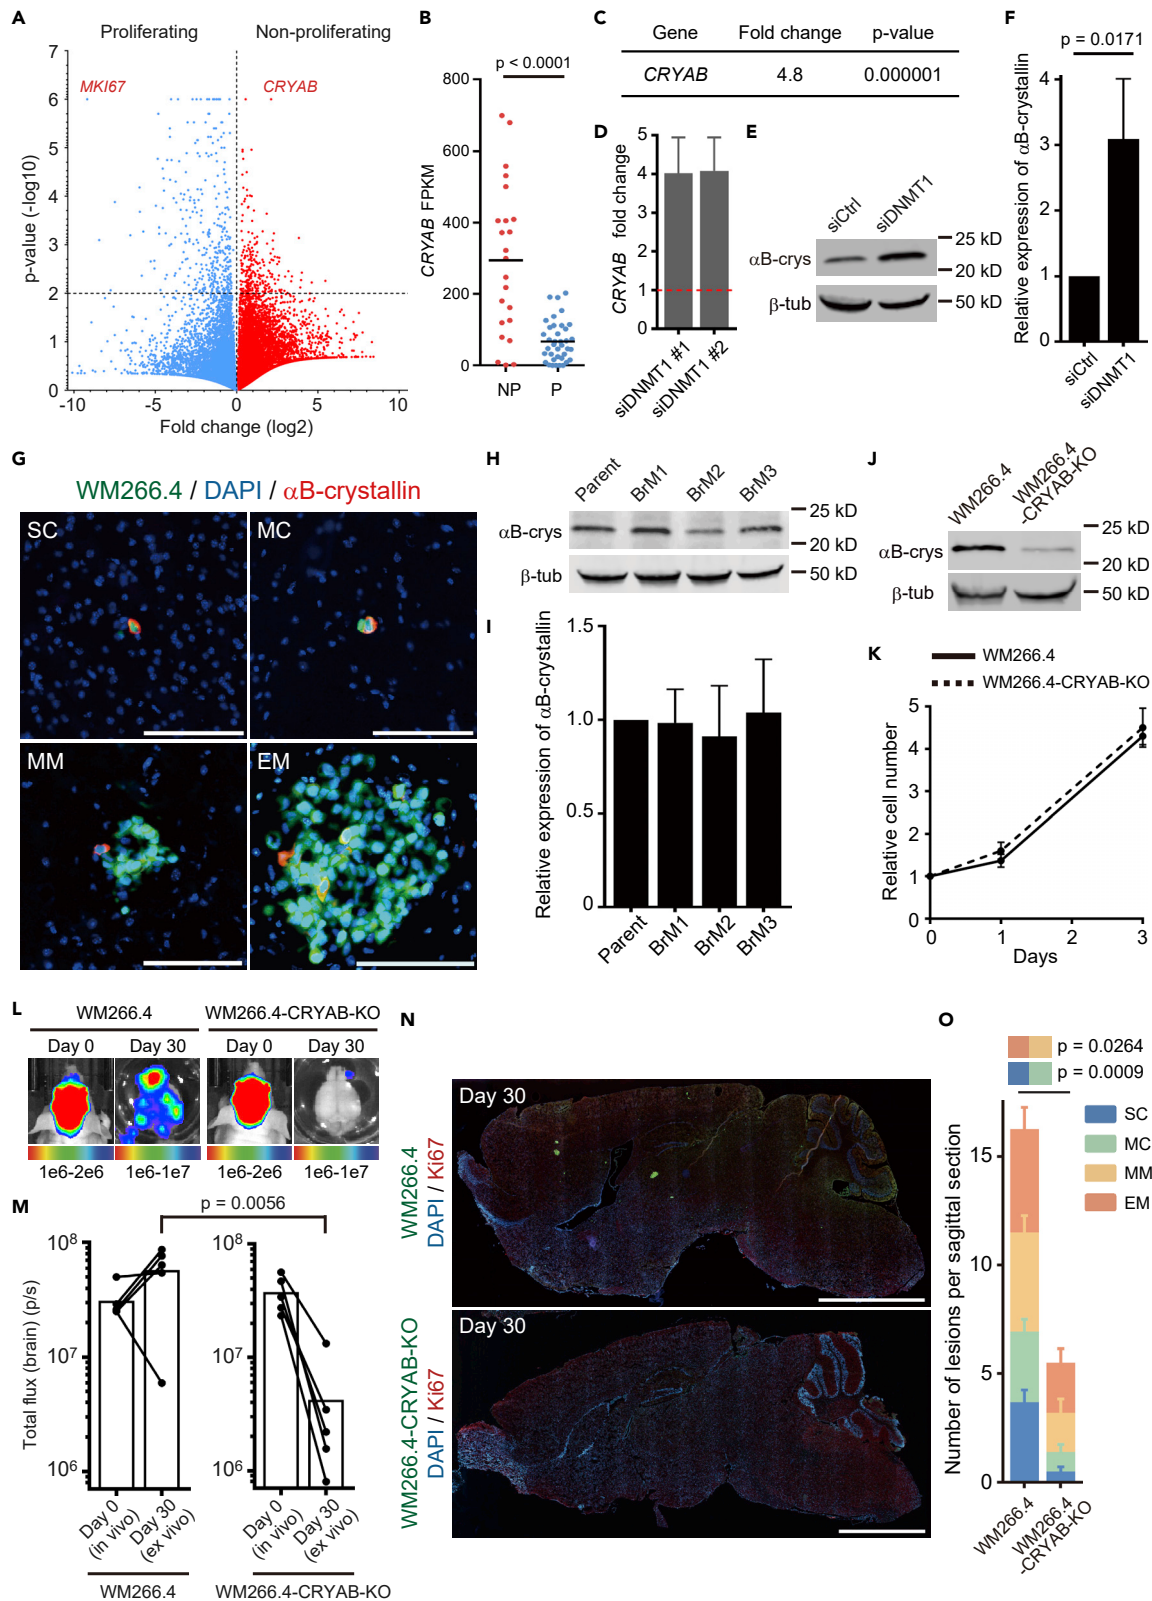 A
Proliferating
Non-proliferating
7
6
5
4
3
2
1
0
MKI67
CRYAB
p-value (-log10)
-10
-5
0
5
10
Fold change (log2)
B
p < 0.0001
800
600
400
200
0
CRYAB FPKM
NP
P
C
Gene
Fold change
p-value
CRYAB
4.8
0.000001
D
5
4
3
2
1
0
CRYAB fold change
siDNMT1 #1
siDNMT1 #2
E
siCtrl
siDNMT1
αB-crys
β-tub
25 kD
20 kD
50 kD
F
p = 0.0171
4
3
2
1
0
Relative expression of αB-crystallin
siCtrl
siDNMT1
G
WM266.4 / DAPI / αB-crystallin
SC
MC
MM
EM
H
Parent
BrM1
BrM2
BrM3
αB-crys
β-tub
25 kD
20 kD
50 kD
I
1.5
1.0
0.5
0
Relative expression of αB-crystallin
Parent
BrM1
BrM2
BrM3
J
WM266.4
WM266.4
-CRYAB-KO
αB-crys
β-tub
25 kD
20 kD
50 kD
K
WM266.4
WM266.4-CRYAB-KO
5
4
3
2
1
0
Relative cell number
0
1
2
3
Days
L
WM266.4
WM266.4-CRYAB-KO
Day 0
Day 30
Day 0
Day 30
1e6-2e6
1e6-1e7
1e6-2e6
1e6-1e7
M
p = 0.0056
10⁸
10⁷
10⁶
10⁸
10⁷
10⁶
Total flux (brain) (p/s)
Day 0
(in vivo)
Day 30
(ex vivo)
Day 0
(in vivo)
Day 30
(ex vivo)
WM266.4
WM266.4-CRYAB-KO
N
Day 30
WM266.4
DAPI / Ki67
Day 30
WM266.4-CRYAB-KO
DAPI / Ki67
O
p = 0.0264
p = 0.0009
SC
MC
MM
EM
15
10
5
0
Number of lesions per sagittal section
WM266.4
WM266.4
-CRYAB-KO